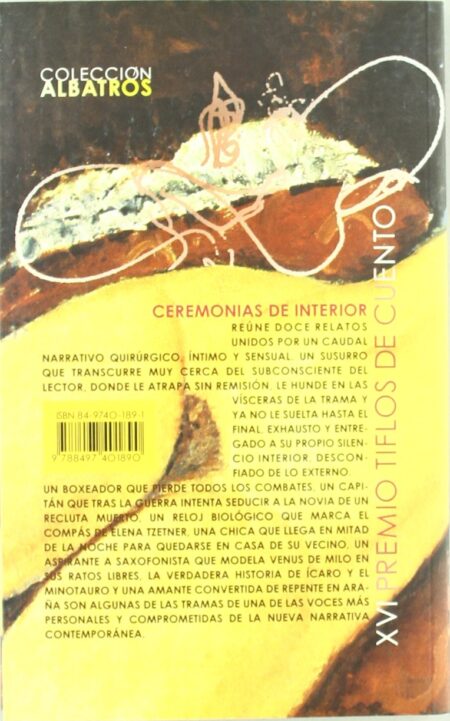 COLECCIÓN
ALBATROS
CEREMONIAS DE INTERIOR
REÚNE DOCE RELATOS
UNIDOS POR UN CAUDAL
NARRATIVO QUIRÚRGICO, ÍNTIMO Y SENSUAL. UN SUSURRO
QUE TRANSCURRE MUY CERCA DEL SUBCONSCIENTE DEL
LECTOR, DONDE LE ATRAPA SIN REMISIÓN. LE HUNDE EN LAS
VÍSCERAS DE LA TRAMA Y
YA NO LE SUELTA HASTA EL
FINAL, EXHAUSTO Y ENTRE-
GADO A SU PROPIO SILEN-
CIO INTERIOR, DESCON-
FIADO DE LO EXTERNO.
UN BOXEADOR QUE PIERDE TODOS LOS COMBATES, UN CAPI-
TÁN QUE TRAS LA GUERRA INTENTA SEDUCIR A LA NOVIA DE UN
RECLUTA MUERTO, UN RELOJ BIOLÓGICO QUE MARCA EL
COMPÁS DE ELENA TZETNER, UNA CHICA QUE LLEGA EN MITAD
DE LA NOCHE PARA QUEDARSE EN CASA DE SU VECINO, UN
ASPIRANTE A SAXOFONISTA QUE MODELA VENUS DE MILO EN
SUS RATOS LIBRES, LA VERDADERA HISTORIA DE ÍCARO Y EL
MINOTAURO Y UNA AMANTE CONVERTIDA DE REPENTE EN ARA-
ÑA SON ALGUNAS DE LAS TRAMAS DE UNA DE LAS VOCES MÁS
PERSONALES Y COMPROMETIDAS DE LA NUEVA NARRATIVA
CONTEMPORÁNEA.
ISBN 84-9740-189-1
9 788497 401890
XVI PREMIO TIFLOS DE CUENTO